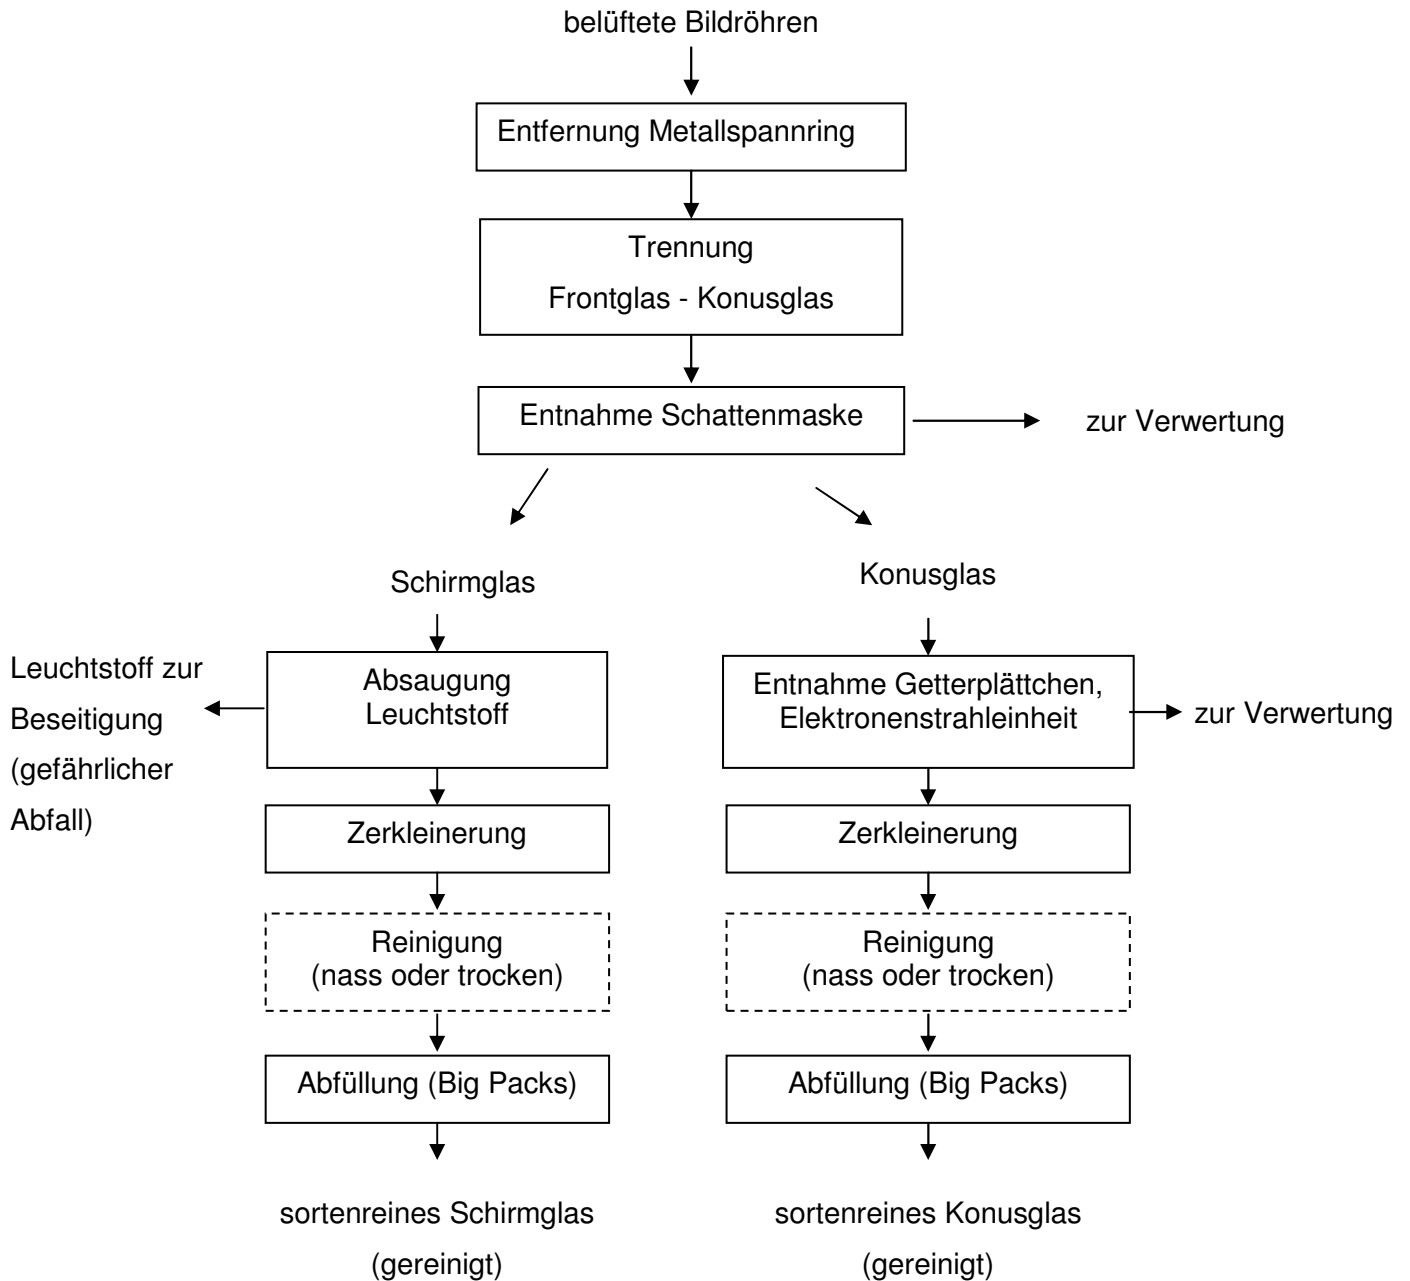 belüftete Bildröhren
Entfernung Metallspannring
Trennung
Frontglas - Konusglas
Entnahme Schattenmaske
zur Verwertung
Schirmglas
Konusglas
Leuchtstoff zur
Beseitigung
(gefährlicher
Abfall)
Absaugung
Leuchtstoff
Entnahme Getterplättchen,
Elektronenstrahleinheit
zur Verwertung
Zerkleinerung
Zerkleinerung
Reinigung
(nass oder trocken)
Reinigung
(nass oder trocken)
Abfüllung (Big Packs)
Abfüllung (Big Packs)
sortenreines Schirmglas
(gereinigt)
sortenreines Konusglas
(gereinigt)